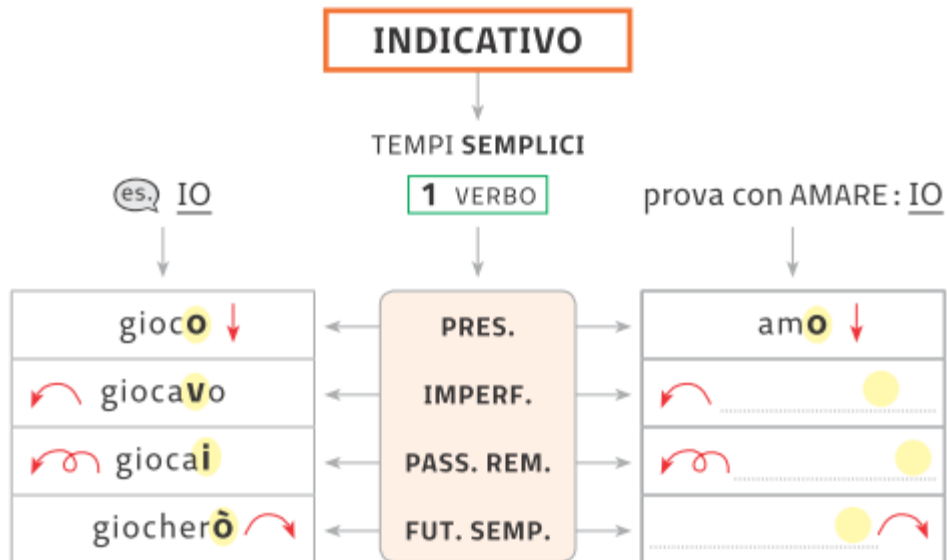 INDICATIVO
TEMPI SEMPLICI
es. IO
1 VERBO
prova con AMARE: IO
gioco
PRES.
amo
giocavo
IMPERF.
giocai
PASS. REM.
giocherò
FUT. SEMP.